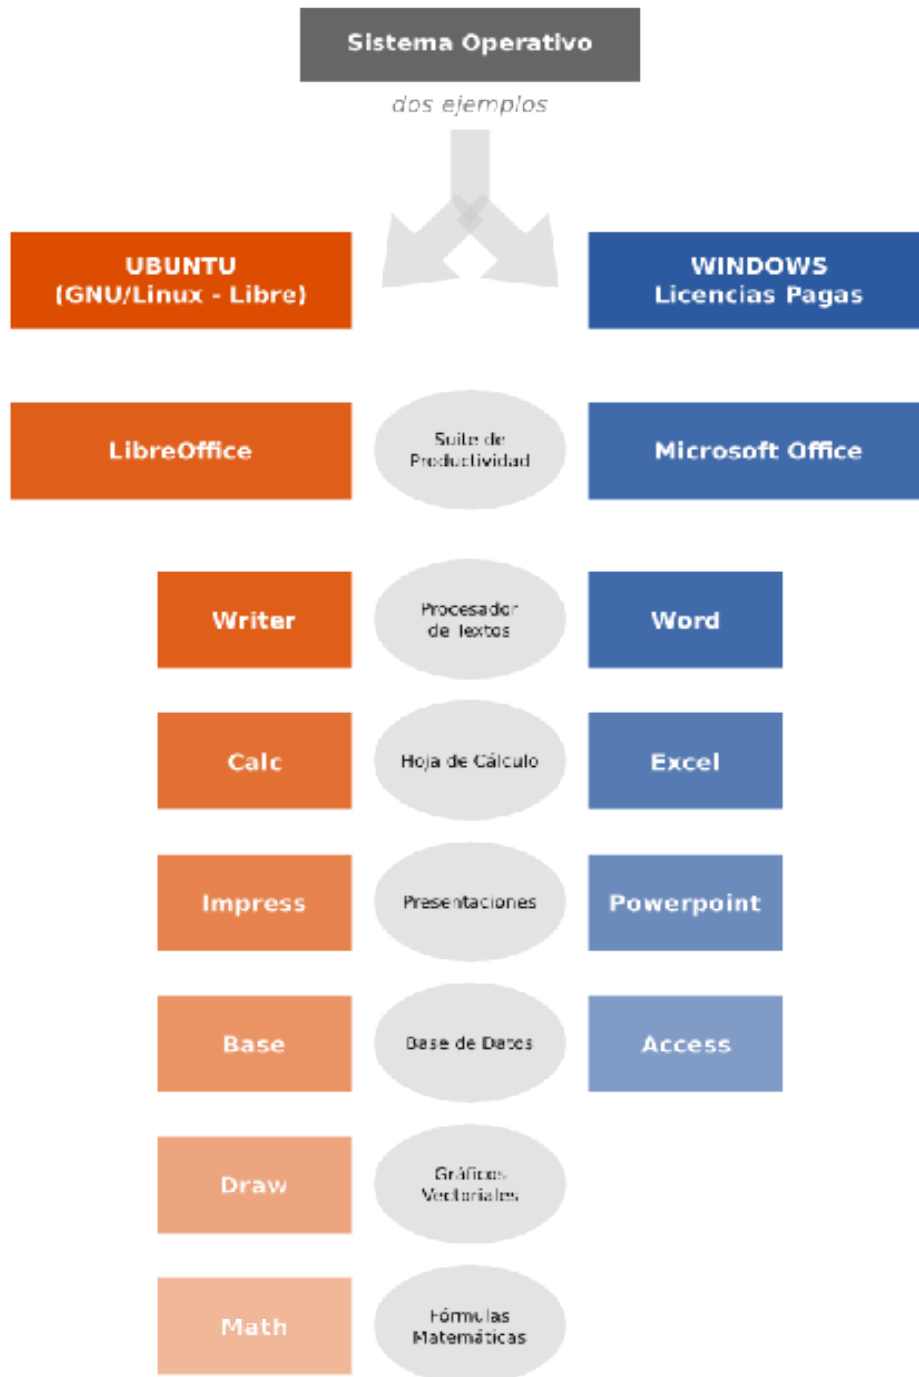 Sistema Operativo
dos ejemplos
UBUNTU
(GNU/Linux - Libre)
WINDOWS
Licencias Pagas
LibreOffice
Suite de
Productividad
Microsoft Office
Writer
Procesador
de Textos
Word
Calc
Hoja de Cálculo
Excel
Impress
Presentaciones
Powerpoint
Base
Base de Datos
Access
Draw
Gráficos
Vectoriales
Math
Fórmulas
Matemáticas